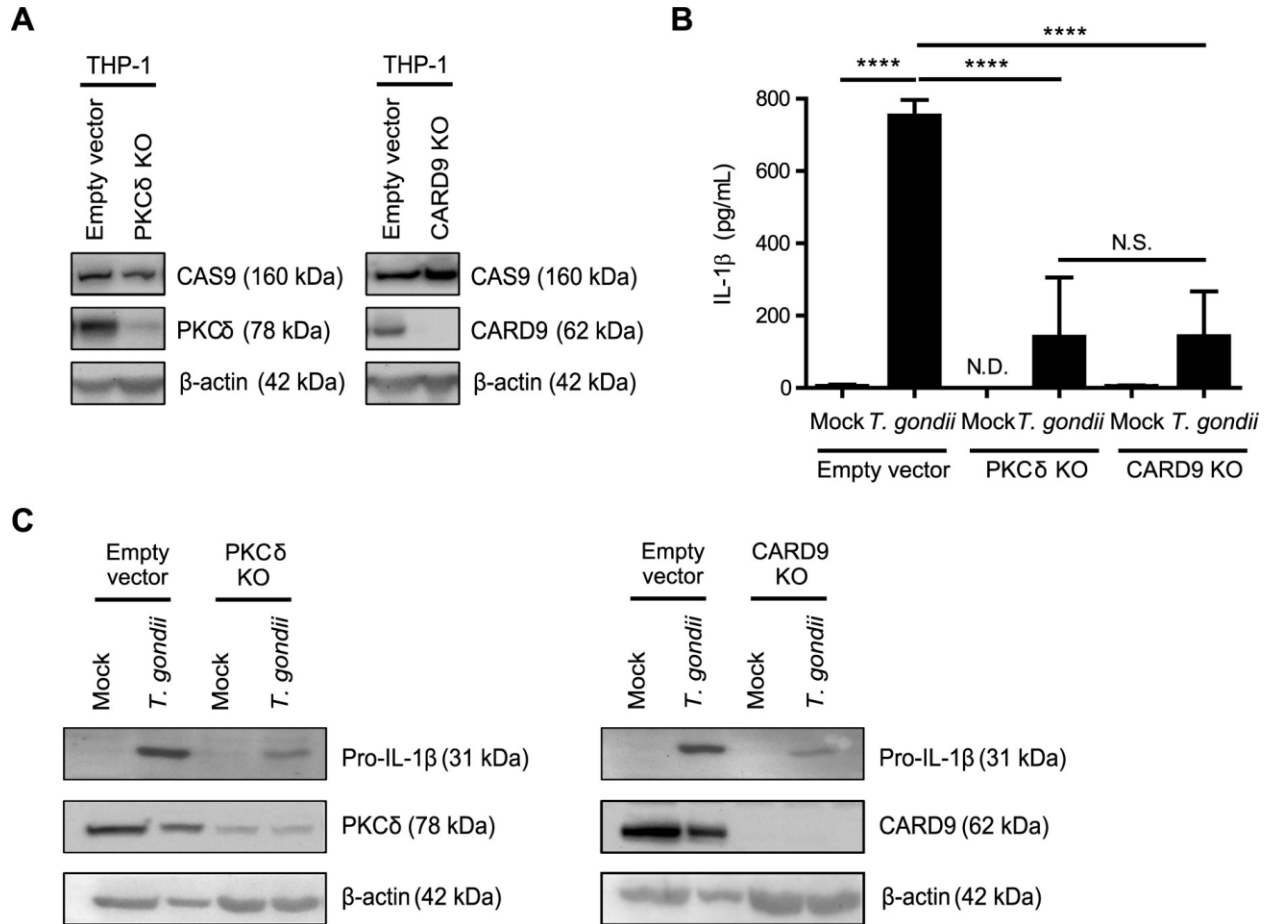 A
THP-1
Empty vector
PKCδ KO
CAS9 (160 kDa)
PKCδ (78 kDa)
β-actin (42 kDa)
THP-1
Empty vector
CARD9 KO
CAS9 (160 kDa)
CARD9 (62 kDa)
β-actin (42 kDa)
B
****
**** ****
N.S.
N.D.
IL-1β (pg/mL)
800
600
400
200
0
Mock T. gondii Mock T. gondii Mock T. gondii
Empty vector PKCδ KO CARD9 KO
C
Empty
vector
PKCδ
KO
Mock
T. gondii
Mock
T. gondii
Pro-IL-1β (31 kDa)
PKCδ (78 kDa)
β-actin (42 kDa)
Empty
vector
CARD9
KO
Mock
T. gondii
Mock
T. gondii
Pro-IL-1β (31 kDa)
CARD9 (62 kDa)
β-actin (42 kDa)